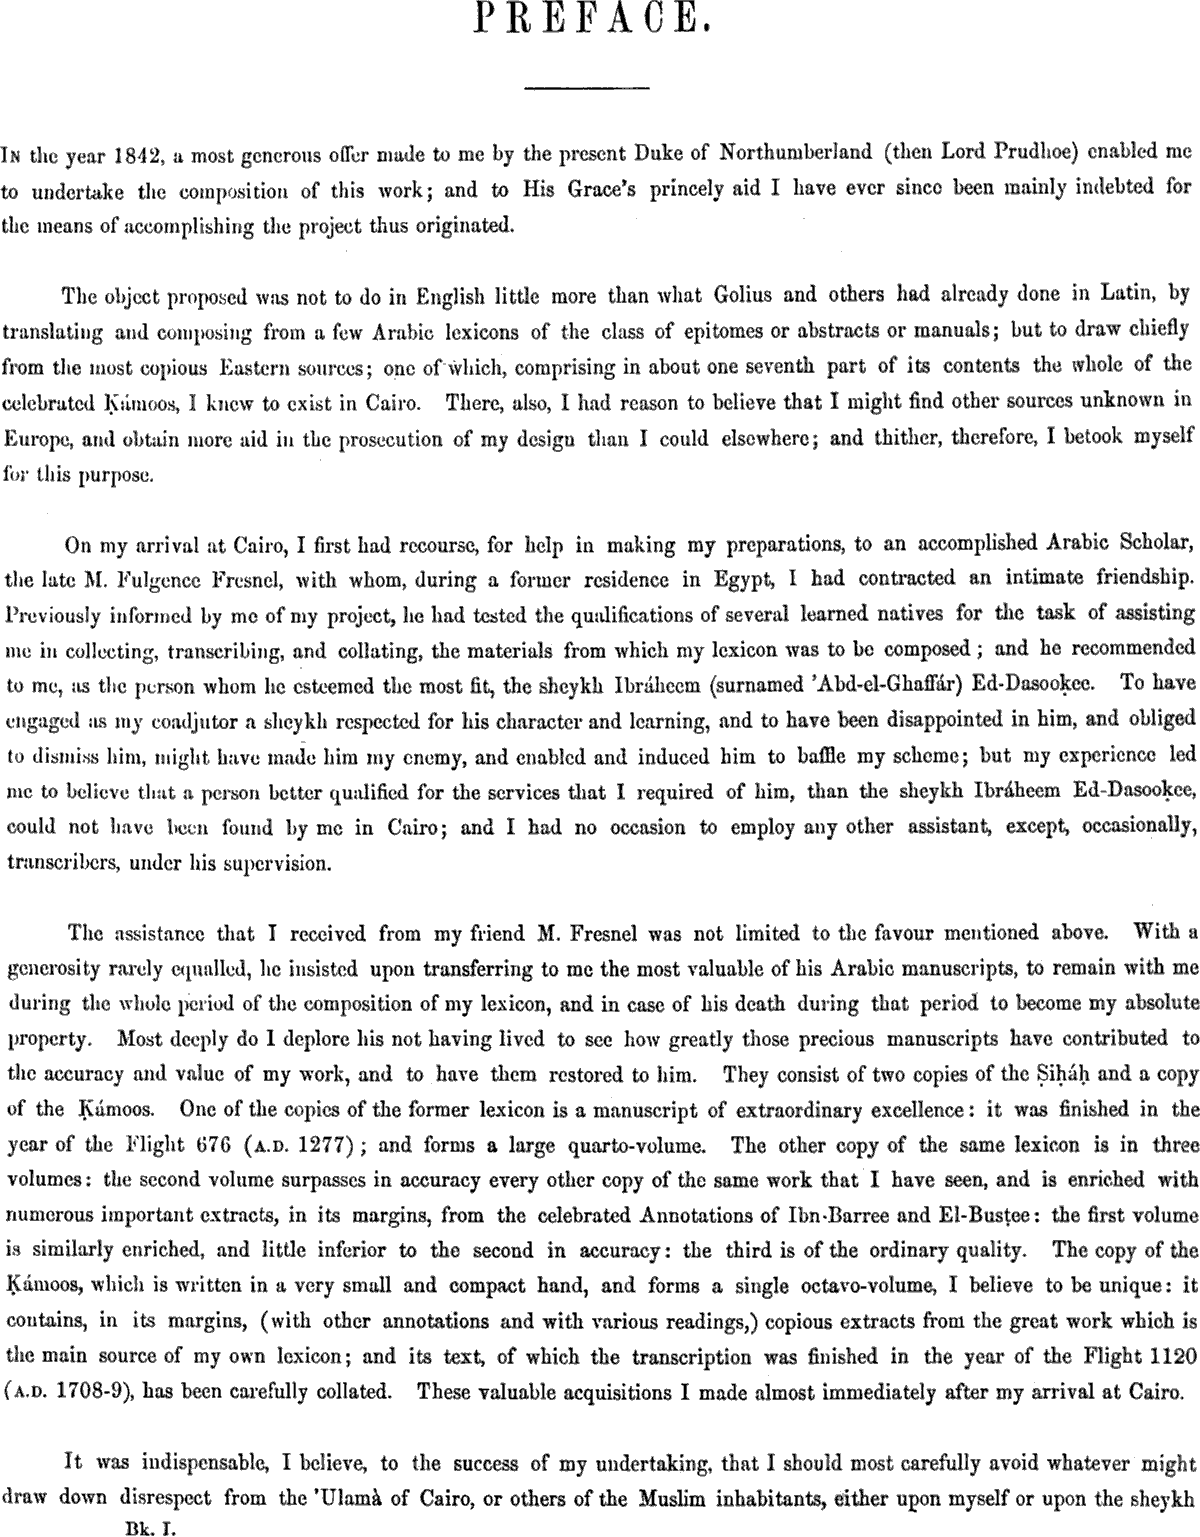 PREFACE.
IN the year 1842, a most generous offer made to me by the present Duke of Northumberland (then Lord Prudhoe) enabled me
to undertake the composition of this work; and to His Grace's princely aid I have ever since been mainly indebted for
the means of accomplishing the project thus originated.
The object proposed was not to do in English little more than what Golius and others had already done in Latin, by
translating and composing from a few Arabic lexicons of the class of epitomes or abstracts or manuals; but to draw chiefly
from the most copious Eastern sources; one of which, comprising in about one seventh part of its contents the whole of the
celebrated Ḳámoos, I knew to exist in Cairo. There, also, I had reason to believe that I might find other sources unknown in
Europe, and obtain more aid in the prosecution of my design than I could elsewhere; and thither, therefore, I betook myself
for this purpose.
On my arrival at Cairo, I first had recourse, for help in making my preparations, to an accomplished Arabic Scholar,
the late M. Fulgence Fresnel, with whom, during a former residence in Egypt, I had contracted an intimate friendship.
Previously informed by me of my project, he had tested the qualifications of several learned natives for the task of assisting
me in collecting, transcribing, and collating, the materials from which my lexicon was to be composed; and he recommended
to me, as the person whom he esteemed the most fit, the sheykh Ibráheem (surnamed 'Abd-el-Ghaffár) Ed-Dasooḳee. To have
engaged as my coadjutor a sheykh respected for his character and learning, and to have been disappointed in him, and obliged
to dismiss him, might have made him my enemy, and enabled and induced him to baffle my scheme; but my experience led
me to believe that a person better qualified for the services that I required of him, than the sheykh Ibráheem Ed-Dasooḳee,
could not have been found by me in Cairo; and I had no occasion to employ any other assistant, except, occasionally,
transcribers, under his supervision.
The assistance that I received from my friend M. Fresnel was not limited to the favour mentioned above. With a
generosity rarely equalled, he insisted upon transferring to me the most valuable of his Arabic manuscripts, to remain with me
during the whole period of the composition of my lexicon, and in case of his death during that period to become my absolute
property. Most deeply do I deplore his not having lived to see how greatly those precious manuscripts have contributed to
the accuracy and value of my work, and to have them restored to him. They consist of two copies of the Ṣiḥáḥ and a copy
of the Ḳámoos. One of the copies of the former lexicon is a manuscript of extraordinary excellence: it was finished in the
year of the Flight 676 (A.D. 1277); and forms a large quarto-volume. The other copy of the same lexicon is in three
volumes: the second volume surpasses in accuracy every other copy of the same work that I have seen, and is enriched with
numerous important extracts, in its margins, from the celebrated Annotations of Ibn-Barree and El-Busṭee: the first volume
is similarly enriched, and little inferior to the second in accuracy: the third is of the ordinary quality. The copy of the
Ḳámoos, which is written in a very small and compact hand, and forms a single octavo-volume, I believe to be unique: it
contains, in its margins, (with other annotations and with various readings,) copious extracts from the great work which is
the main source of my own lexicon; and its text, of which the transcription was finished in the year of the Flight 1120
(A.D. 1708-9), has been carefully collated. These valuable acquisitions I made almost immediately after my arrival at Cairo.
It was indispensable, I believe, to the success of my undertaking, that I should most carefully avoid whatever might
draw down disrespect from the 'Ulamà of Cairo, or others of the Muslim inhabitants, either upon myself or upon the sheykh
Bk. I.